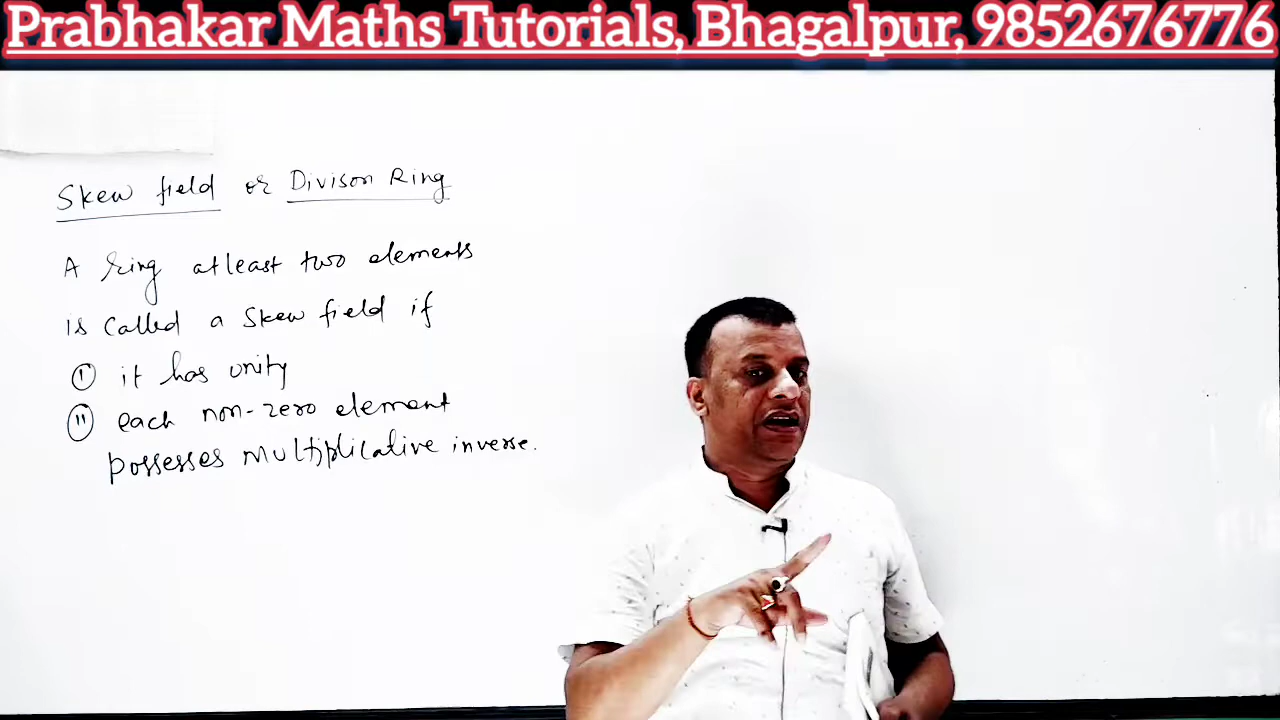 Prabhakar Maths Tutorials, Bhagalpur, 9852676776
Skew field or Divison Ring
A ring atleast two elements
is called a skew field if
(I) it has unity
(II) each non-zero element
possesses multiplicative inverse.